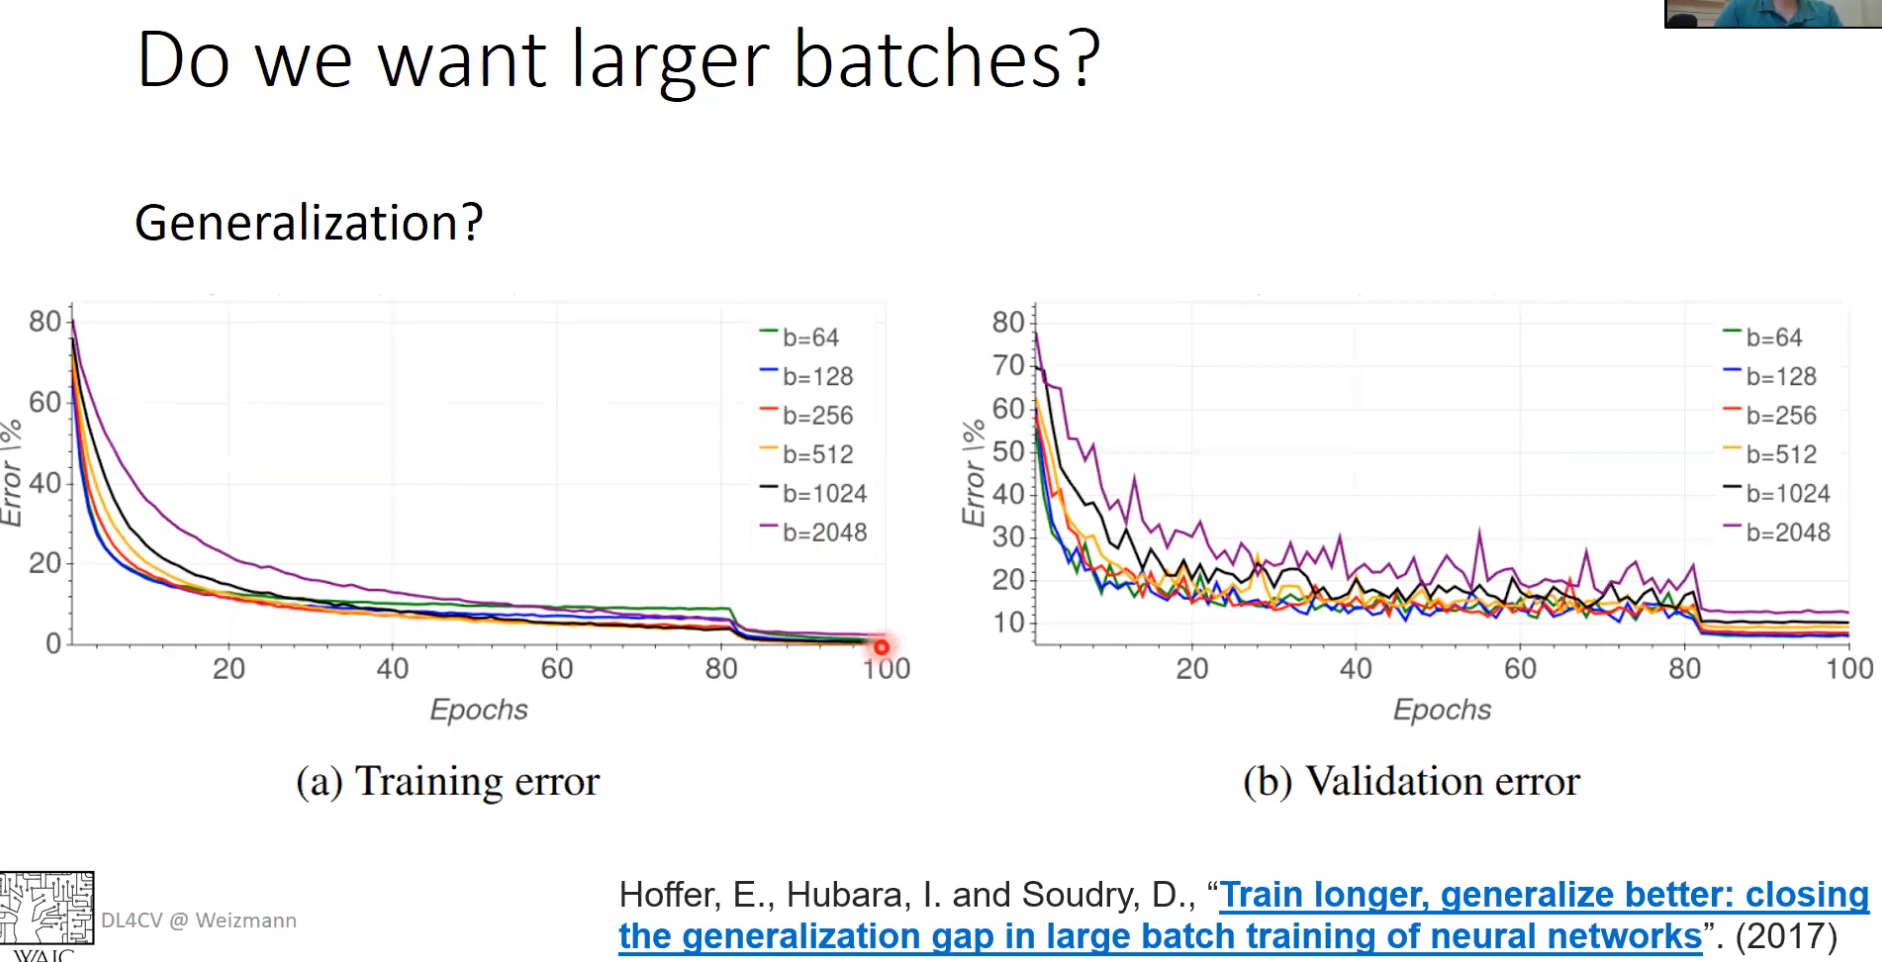 Do we want larger batches?
Generalization?
80
60
40
20
0
Error \%
20
40
60
80
100
Epochs
b=64
b=128
b=256
b=512
b=1024
b=2048
(a) Training error
80
70
60
50
40
30
20
10
Error \%
20
40
60
80
100
Epochs
b=64
b=128
b=256
b=512
b=1024
b=2048
(b) Validation error
DL4CV @ Weizmann
WAIC
Hoffer, E., Hubara, I. and Soudry, D., “Train longer, generalize better: closing
the generalization gap in large batch training of neural networks”. (2017)